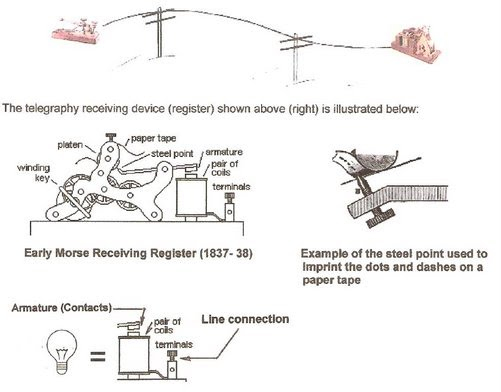 The telegraphy receiving device (register) shown above (right) is illustrated below:
platen
paper tape
steel point
armature
pair of
coils
terminals
winding
key
Early Morse Receiving Register (1837- 38)
Example of the steel point used to
imprint the dots and dashes on a
paper tape
Armature (Contacts)
pair of
coils
terminals
Line connection
=